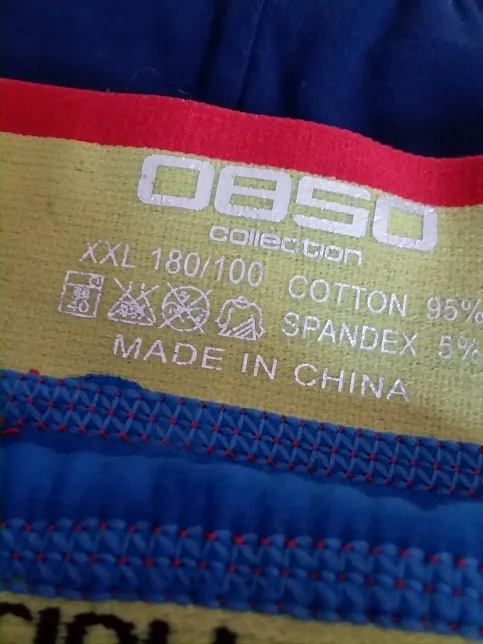 OBSO
collection
XXL 180/100 COTTON 95%
SPANDEX 5%
MADE IN CHINA